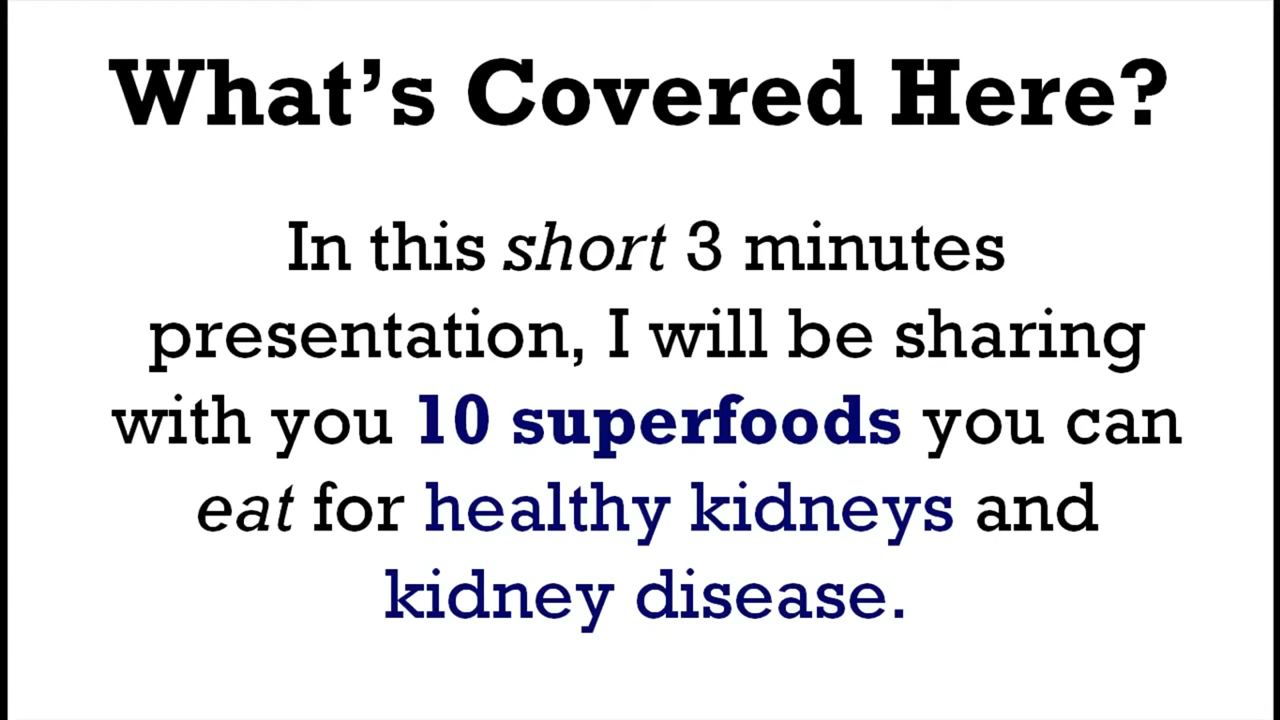 What’s Covered Here?
In this short 3 minutes
presentation, I will be sharing
with you 10 superfoods you can
eat for healthy kidneys and
kidney disease.